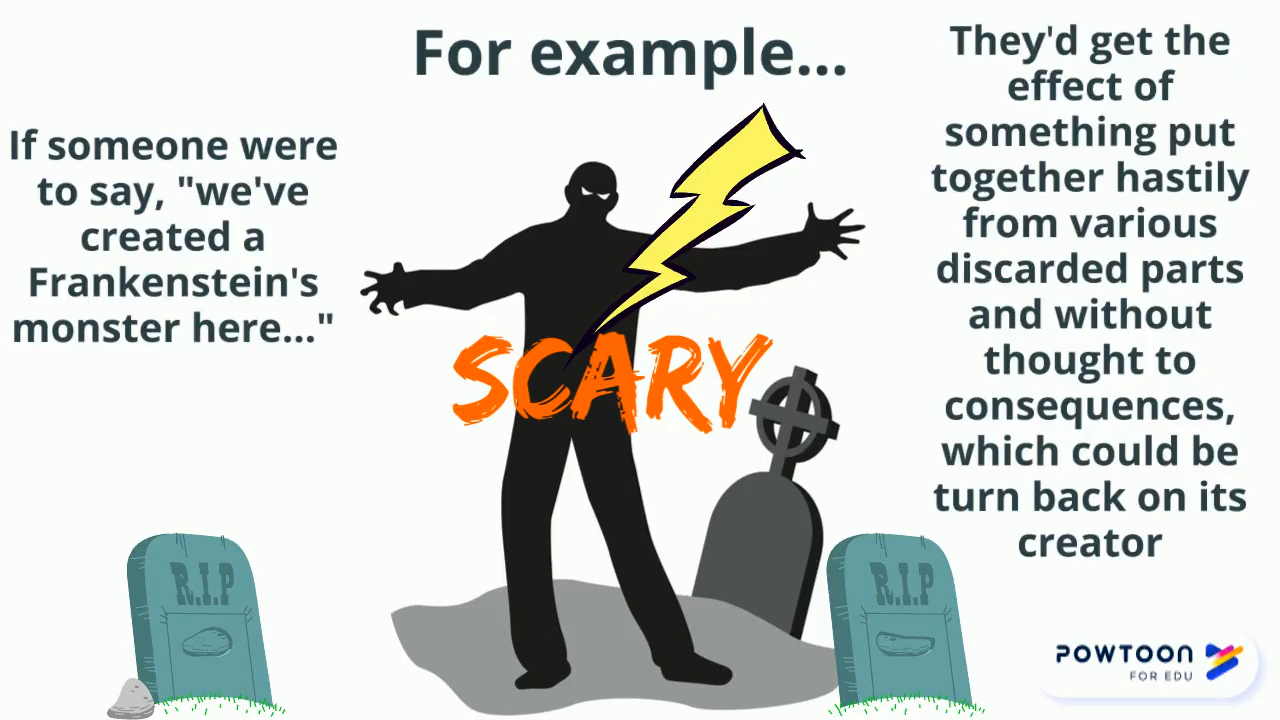 For example...
If someone were
to say, "we've
created a
Frankenstein's
monster here..."
They'd get the
effect of
something put
together hastily
from various
discarded parts
and without
thought to
consequences,
which could be
turn back on its
creator
SCARY
R.I.P
R.I.P
POWTOON
FOR EDU